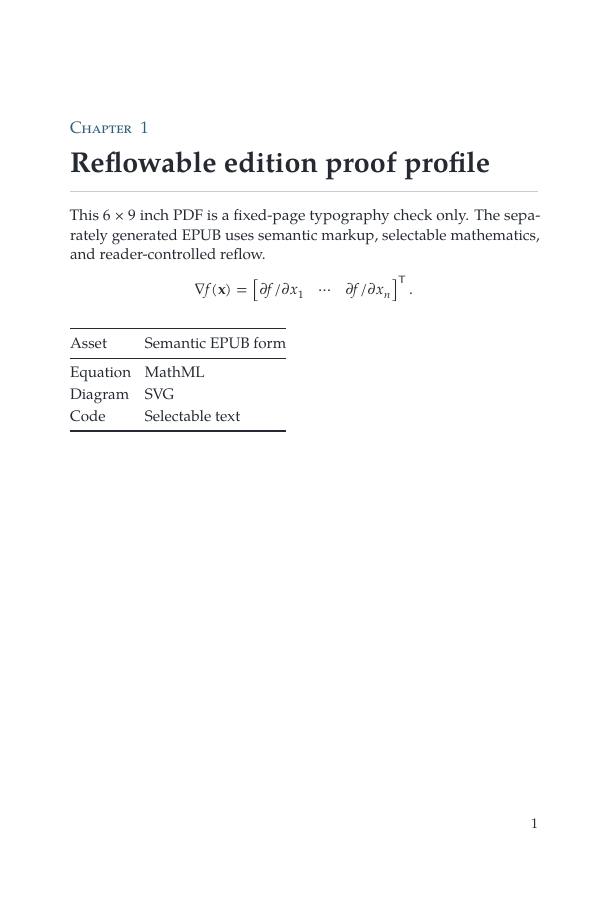 Chapter 1
Reflowable edition proof profile
This 6 × 9 inch PDF is a fixed-page typography check only. The sepa-
rately generated EPUB uses semantic markup, selectable mathematics,
and reader-controlled reflow.
∇f(𝐱) = [∂f/∂x₁ ⋯ ∂f/∂xₙ]ᵀ.
Asset Semantic EPUB form
Equation MathML
Diagram SVG
Code Selectable text
1